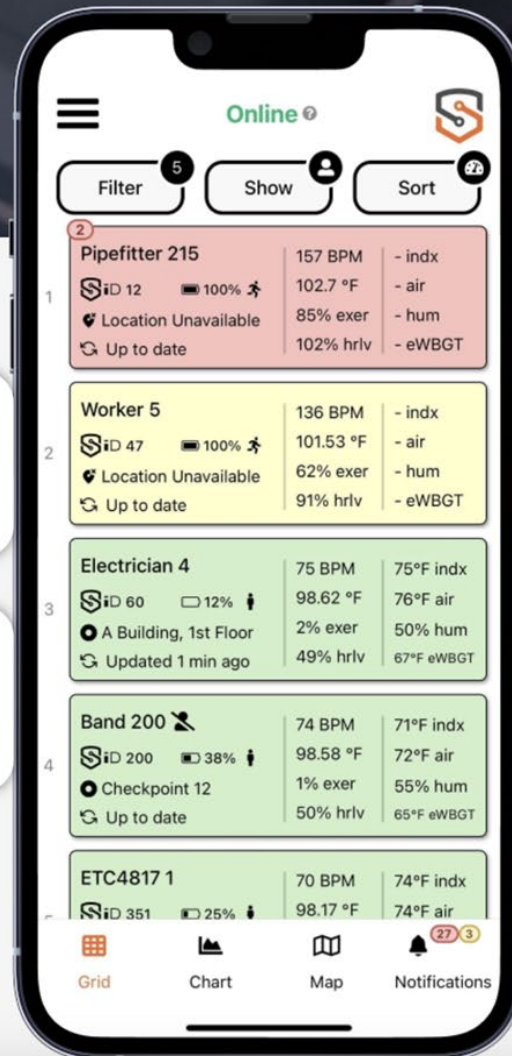 Online ?
5
Filter Show Sort
2
1
Pipefitter 215
iD 12 100%
Location Unavailable
Up to date
157 BPM
102.7 °F
85% exer
102% hrlv
- indx
- air
- hum
- eWBGT
2
Worker 5
iD 47 100%
Location Unavailable
Up to date
136 BPM
101.53 °F
62% exer
91% hrlv
- indx
- air
- hum
- eWBGT
3
Electrician 4
iD 60 12%
A Building, 1st Floor
Updated 1 min ago
75 BPM
98.62 °F
2% exer
49% hrlv
75°F indx
76°F air
50% hum
67°F eWBGT
4
Band 200
iD 200 38%
Checkpoint 12
Up to date
74 BPM
98.58 °F
1% exer
50% hrlv
71°F indx
72°F air
55% hum
65°F eWBGT
ETC4817 1
iD 351 25%
70 BPM
98.17 °F
74°F indx
74°F air
27 3
Grid Chart Map Notifications